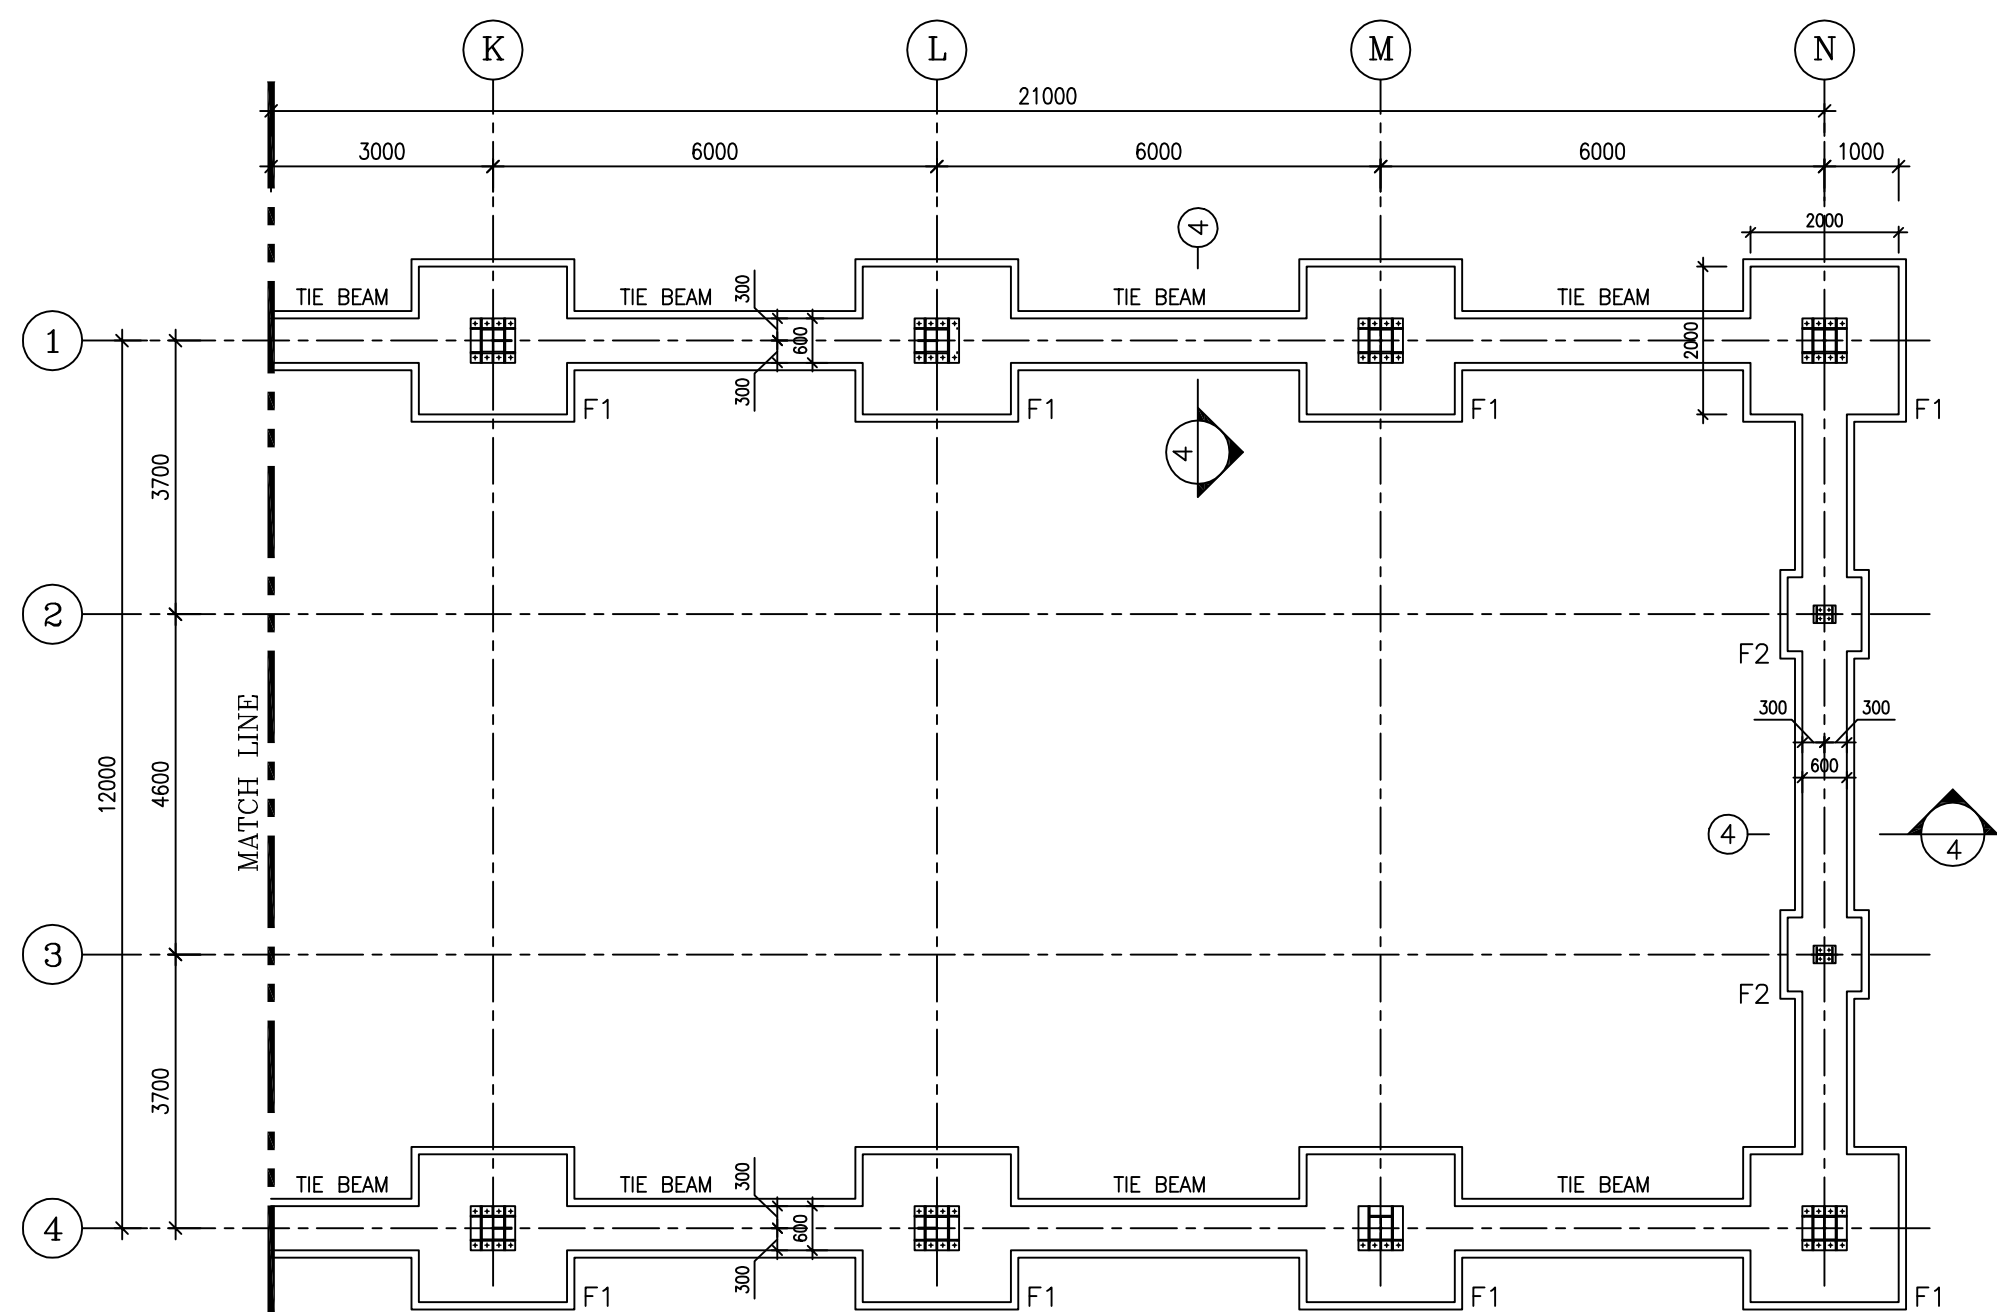 K L M N
21000
3000 6000 6000 6000 1000
2000
4
TIE BEAM TIE BEAM 300 TIE BEAM TIE BEAM
1
600 2000
300
F1 F1 F1 F1
4
3700
2
F2
300 300
MATCH LINE
12000
4600
600
4 4
3
F2
3700
TIE BEAM TIE BEAM 300 TIE BEAM TIE BEAM
4
600
300
F1 F1 F1 F1